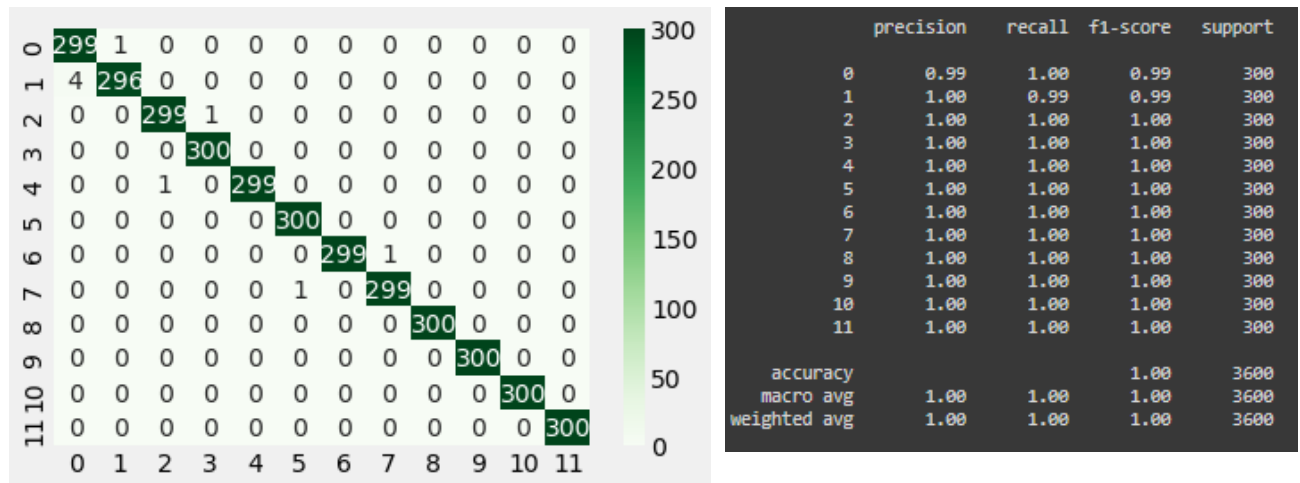 0 299 1 0 0 0 0 0 0 0 0 0 0
1 4 296 0 0 0 0 0 0 0 0 0 0
2 0 0 299 1 0 0 0 0 0 0 0 0
3 0 0 0 300 0 0 0 0 0 0 0 0
4 0 0 1 0 299 0 0 0 0 0 0 0
5 0 0 0 0 0 300 0 0 0 0 0 0
6 0 0 0 0 0 0 299 1 0 0 0 0
7 0 0 0 0 0 1 0 299 0 0 0 0
8 0 0 0 0 0 0 0 0 300 0 0 0
9 0 0 0 0 0 0 0 0 0 300 0 0
10 0 0 0 0 0 0 0 0 0 0 300 0
11 0 0 0 0 0 0 0 0 0 0 0 300
0 1 2 3 4 5 6 7 8 9 10 11
300
250
200
150
100
50
0
precision recall f1-score support
0 0.99 1.00 0.99 300
1 1.00 0.99 0.99 300
2 1.00 1.00 1.00 300
3 1.00 1.00 1.00 300
4 1.00 1.00 1.00 300
5 1.00 1.00 1.00 300
6 1.00 1.00 1.00 300
7 1.00 1.00 1.00 300
8 1.00 1.00 1.00 300
9 1.00 1.00 1.00 300
10 1.00 1.00 1.00 300
11 1.00 1.00 1.00 300
accuracy 1.00 3600
macro avg 1.00 1.00 1.00 3600
weighted avg 1.00 1.00 1.00 3600